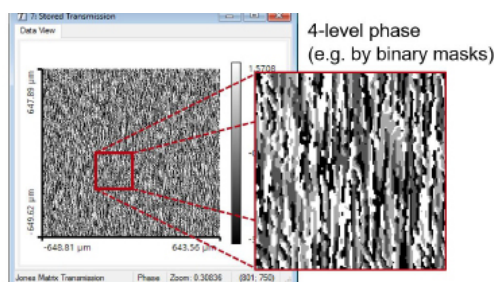 7: Stored Transmission
Data View
4-level phase
(e.g. by binary masks)
1.5708
647.89 µm
-649.62 µm
-648.81 µm
643.56 µm
Jones Matrix Transmission Phase Zoom: 0.30836 (801; 750)